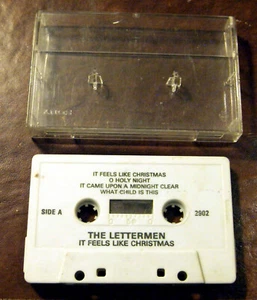 IT FEELS LIKE CHRISTMAS
O HOLY NIGHT
IT CAME UPON A MIDNIGHT CLEAR
WHAT CHILD IS THIS
SIDE A
2902
THE LETTERMEN
IT FEELS LIKE CHRISTMAS